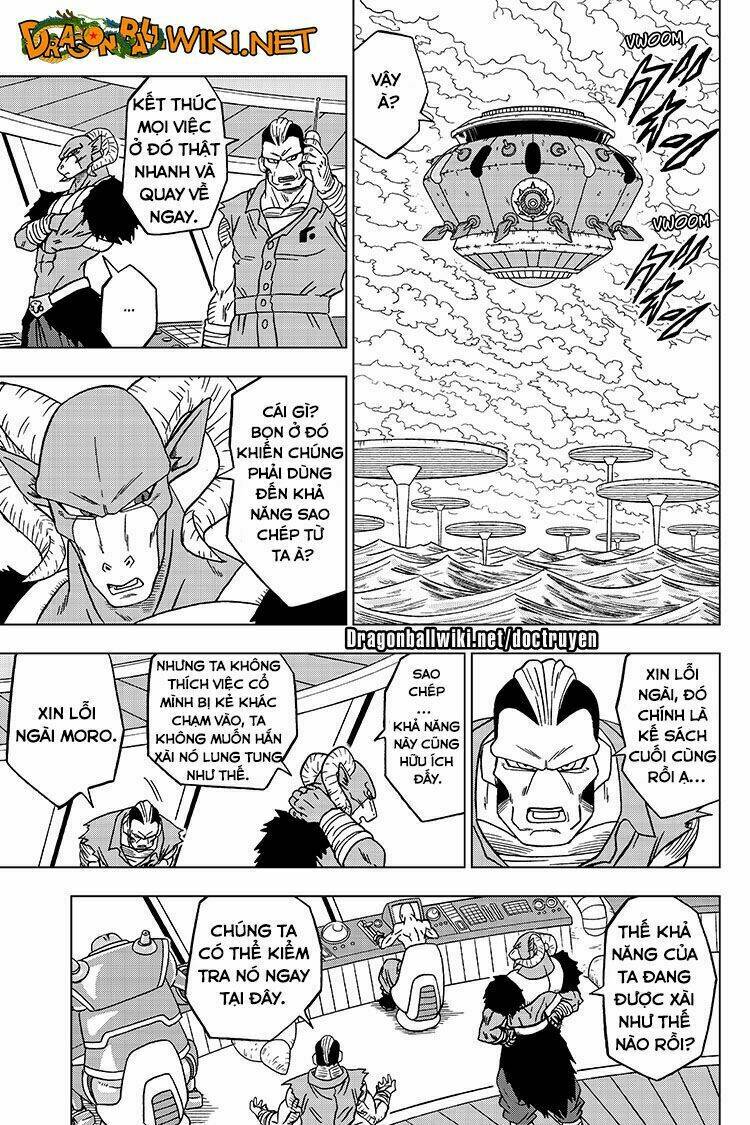 DRAGON BALL WIKI.NET
VWOOM
VẬY
À?
VWOOM
KẾT THÚC
MỌI VIỆC
Ở ĐÓ THẬT
NHANH VÀ
QUAY VỀ
NGAY.
...
CÁI GÌ?
BỌN Ở ĐÓ
KHIẾN CHÚNG
PHẢI DÙNG
ĐẾN KHẢ
NĂNG SAO
CHÉP TỪ
TA À?
Dragonballwiki.net/doctruyen
XIN LỖI
NGÀI, ĐÓ
CHÍNH LÀ
KẾ SÁCH
CUỐI CÙNG
RỒI Ạ...
SAO
CHÉP
...
KHẢ NĂNG
NÀY CŨNG
HỮU ÍCH
ĐẤY.
NHƯNG TA KHÔNG
THÍCH VIỆC CỔ
MÌNH BỊ KẺ KHÁC
CHẠM VÀO, TA
KHÔNG MUỐN HẮN
XÀI NÓ LUNG TUNG
NHƯ THẾ.
XIN LỖI
NGÀI MORO.
THẾ KHẢ
NĂNG CỦA
TA ĐANG
ĐƯỢC XÀI
NHƯ THẾ
NÀO RỒI?
CHÚNG TA
CÓ THỂ KIỂM
TRA NÓ NGAY
TẠI ĐÂY.